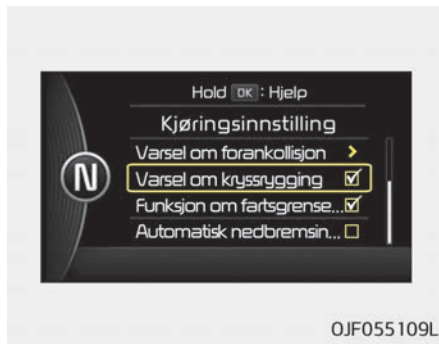 Hold OK : Hjelp
Kjøringsinnstilling
Varsel om forankollisjon >
Varsel om kryssrygging
N
Funksjon om fartsgrense...
Automatisk nedbremsin...
OJF055109L